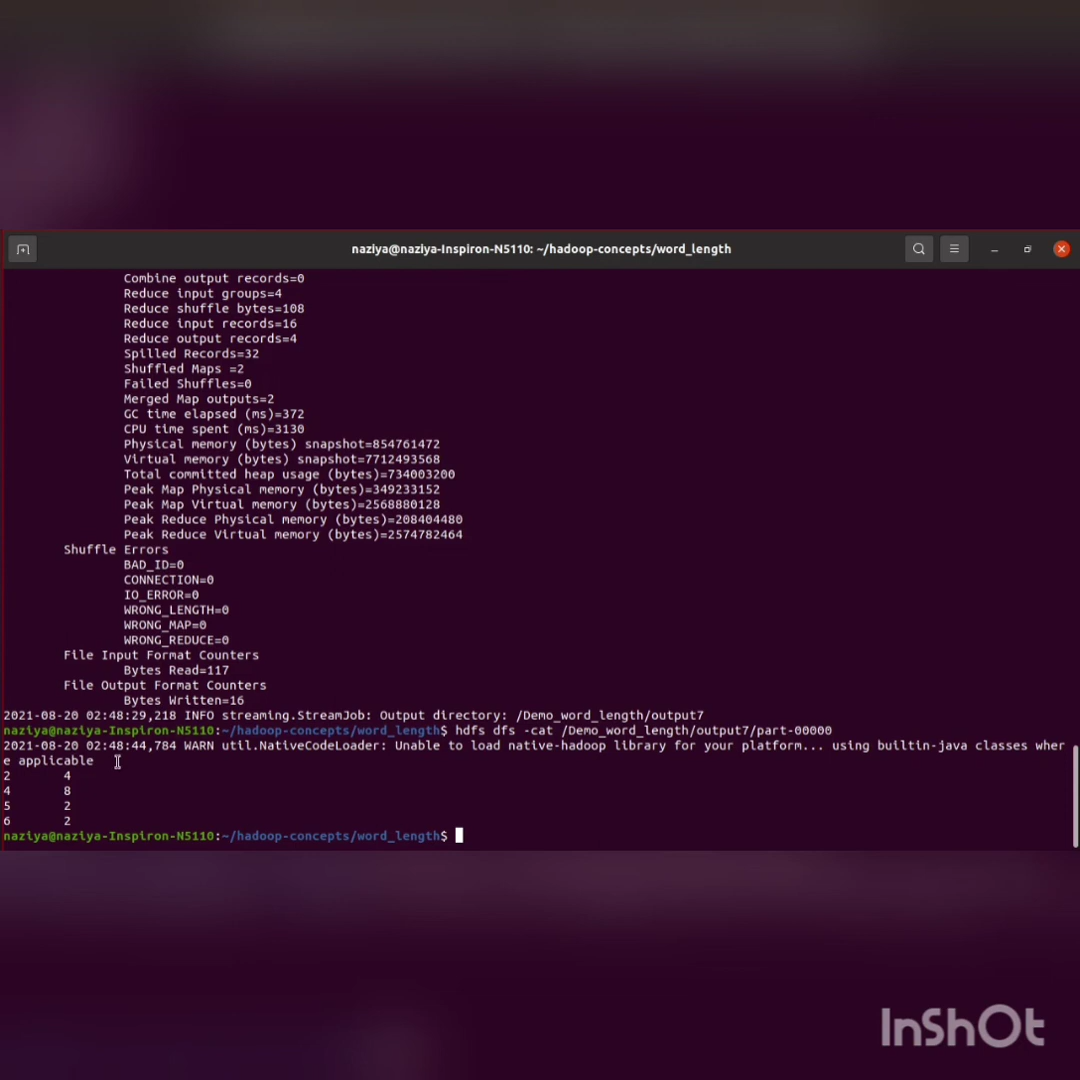 naziya@naziya-Inspiron-N5110: ~/hadoop-concepts/word_length
Combine output records=0
Reduce input groups=4
Reduce shuffle bytes=108
Reduce input records=16
Reduce output records=4
Spilled Records=32
Shuffled Maps =2
Failed Shuffles=0
Merged Map outputs=2
GC time elapsed (ms)=372
CPU time spent (ms)=3130
Physical memory (bytes) snapshot=854761472
Virtual memory (bytes) snapshot=7712493568
Total committed heap usage (bytes)=734003200
Peak Map Physical memory (bytes)=349233152
Peak Map Virtual memory (bytes)=2568880128
Peak Reduce Physical memory (bytes)=208404480
Peak Reduce Virtual memory (bytes)=2574782464
Shuffle Errors
BAD_ID=0
CONNECTION=0
IO_ERROR=0
WRONG_LENGTH=0
WRONG_MAP=0
WRONG_REDUCE=0
File Input Format Counters
Bytes Read=117
File Output Format Counters
Bytes Written=16
2021-08-20 02:48:29,218 INFO streaming.StreamJob: Output directory: /Demo_word_length/output7
naziya@naziya-Inspiron-N5110:~/hadoop-concepts/word_length$ hdfs dfs -cat /Demo_word_length/output7/part-00000
2021-08-20 02:48:44,784 WARN util.NativeCodeLoader: Unable to load native-hadoop library for your platform... using builtin-java classes wher
e applicable
2 4
4 8
5 2
6 2
naziya@naziya-Inspiron-N5110:~/hadoop-concepts/word_length$
InShOt